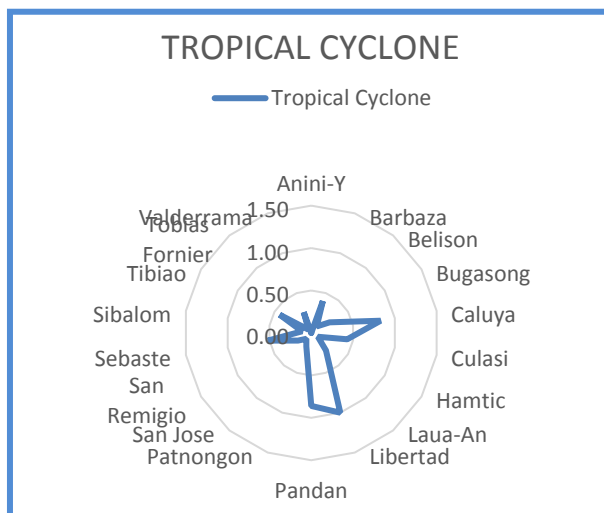 TROPICAL CYCLONE
Tropical Cyclone
Anini-Y
Barbaza
Belison
Bugasong
Caluya
Culasi
Hamtic
Laua-An
Libertad
Pandan
Patnongon
San Jose
San
Remigio
Sebaste
Sibalom
Tibiao
Tobias
Fornier
Valderrama
1.50
1.00
0.50
0.00